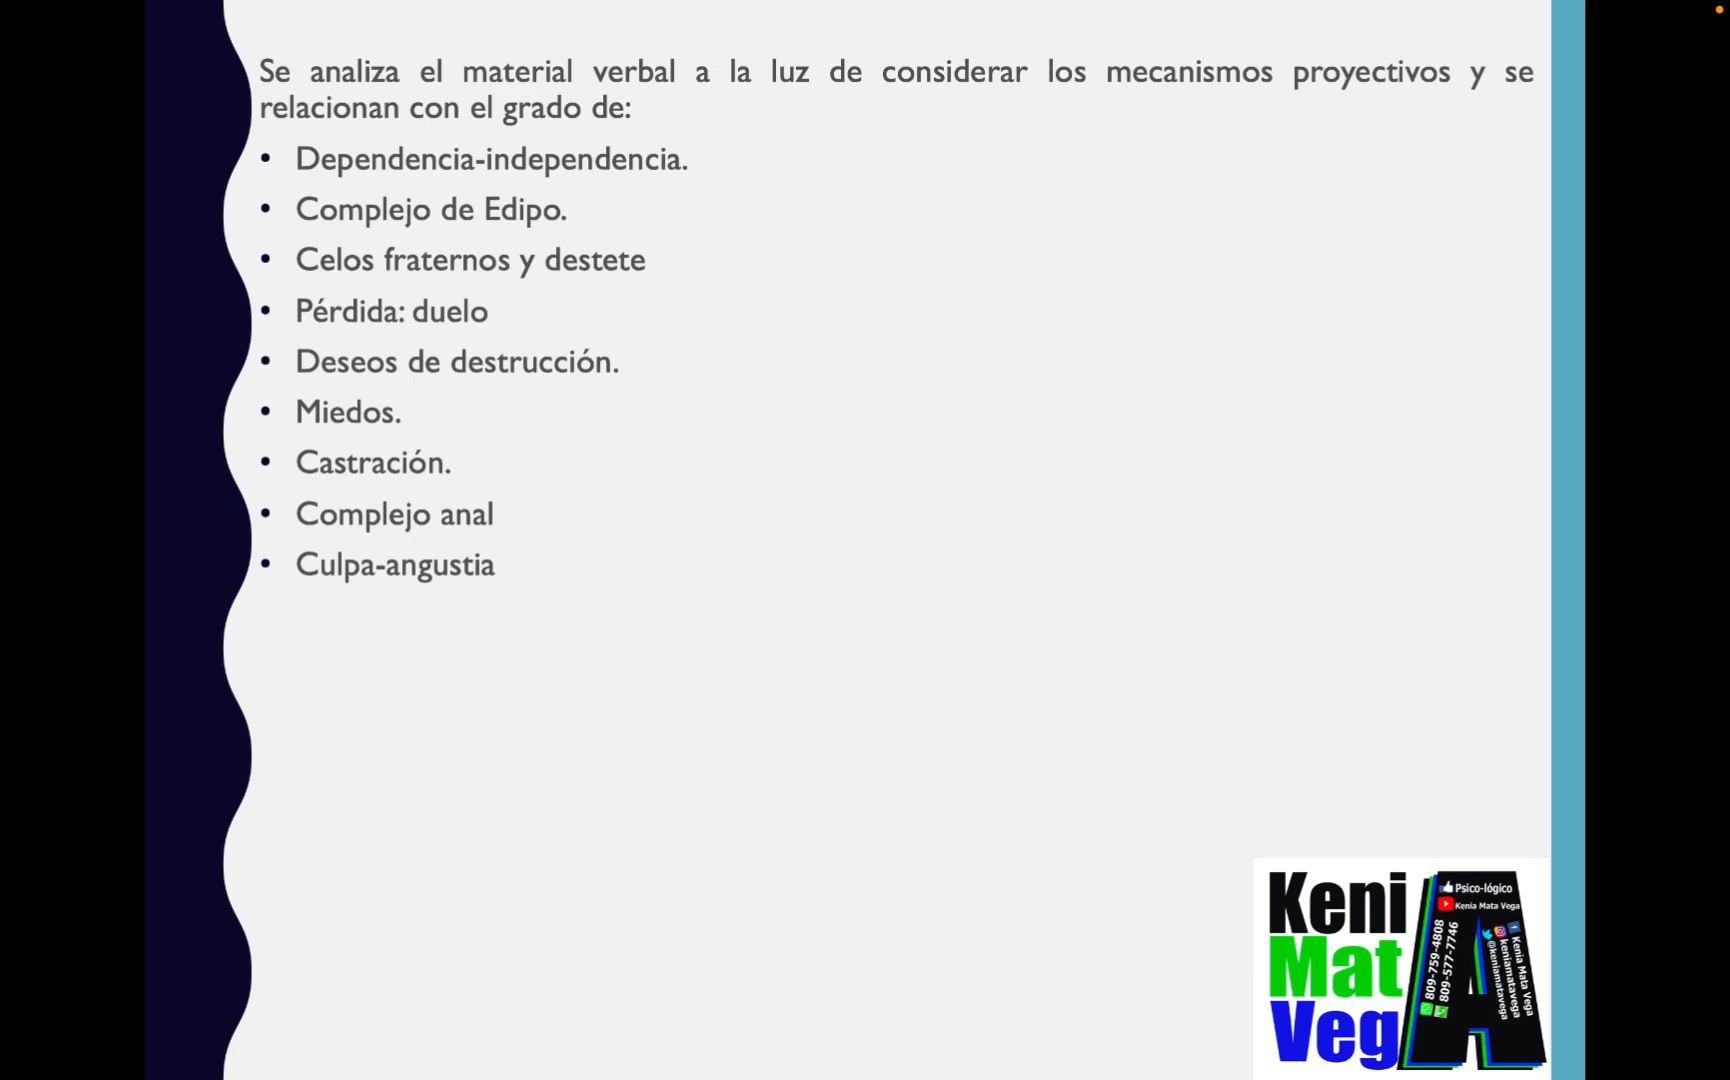 Se analiza el material verbal a la luz de considerar los mecanismos proyectivos y se
relacionan con el grado de:
• Dependencia-independencia.
• Complejo de Edipo.
• Celos fraternos y destete
• Pérdida: duelo
• Deseos de destrucción.
• Miedos.
• Castración.
• Complejo anal
• Culpa-angustia
Keni
Mat
Veg
A
Psico-lógico
Kenia Mata Vega
809-759-4808
809-577-7746
@keniamatavega
keniamatavega
Kenia Mata Vega